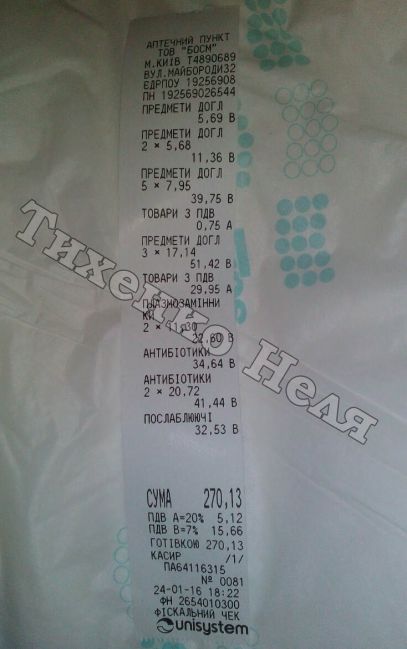 АПТЕЧНИЙ ПУНКТ
ТОВ "БОСМ"
М.КИЇВ Т4890689
ВУЛ.МАЙБОРОДИ32
ЄДРПОУ 19256908
ПН 192569026544
ПРЕДМЕТИ ДОГЛ
5,69 В
ПРЕДМЕТИ ДОГЛ
2 × 5,68
11,36 В
ПРЕДМЕТИ ДОГЛ
5 × 7,95
39,75 В
ТОВАРИ З ПДВ
0,75 А
ПРЕДМЕТИ ДОГЛ
3 × 17,14
51,42 В
ТОВАРИ З ПДВ
29,95 А
ПЛАЗМОЗАМІННИ
КИ
2 × 11,30
22,60 В
АНТИБІОТИКИ
34,64 В
АНТИБІОТИКИ
2 × 20,72
41,44 В
ПОСЛАБЛЮЮЧІ
32,53 В
СУМА 270,13
ПДВ А=20% 5,12
ПДВ В=7% 15,66
ГОТІВКОЮ 270,13
КАСИР /1/
ПА64116315
№ 0081
24-01-16 18:22
ФН 2654010300
ФІСКАЛЬНИЙ ЧЕК
unisystem
Тихенко Неля